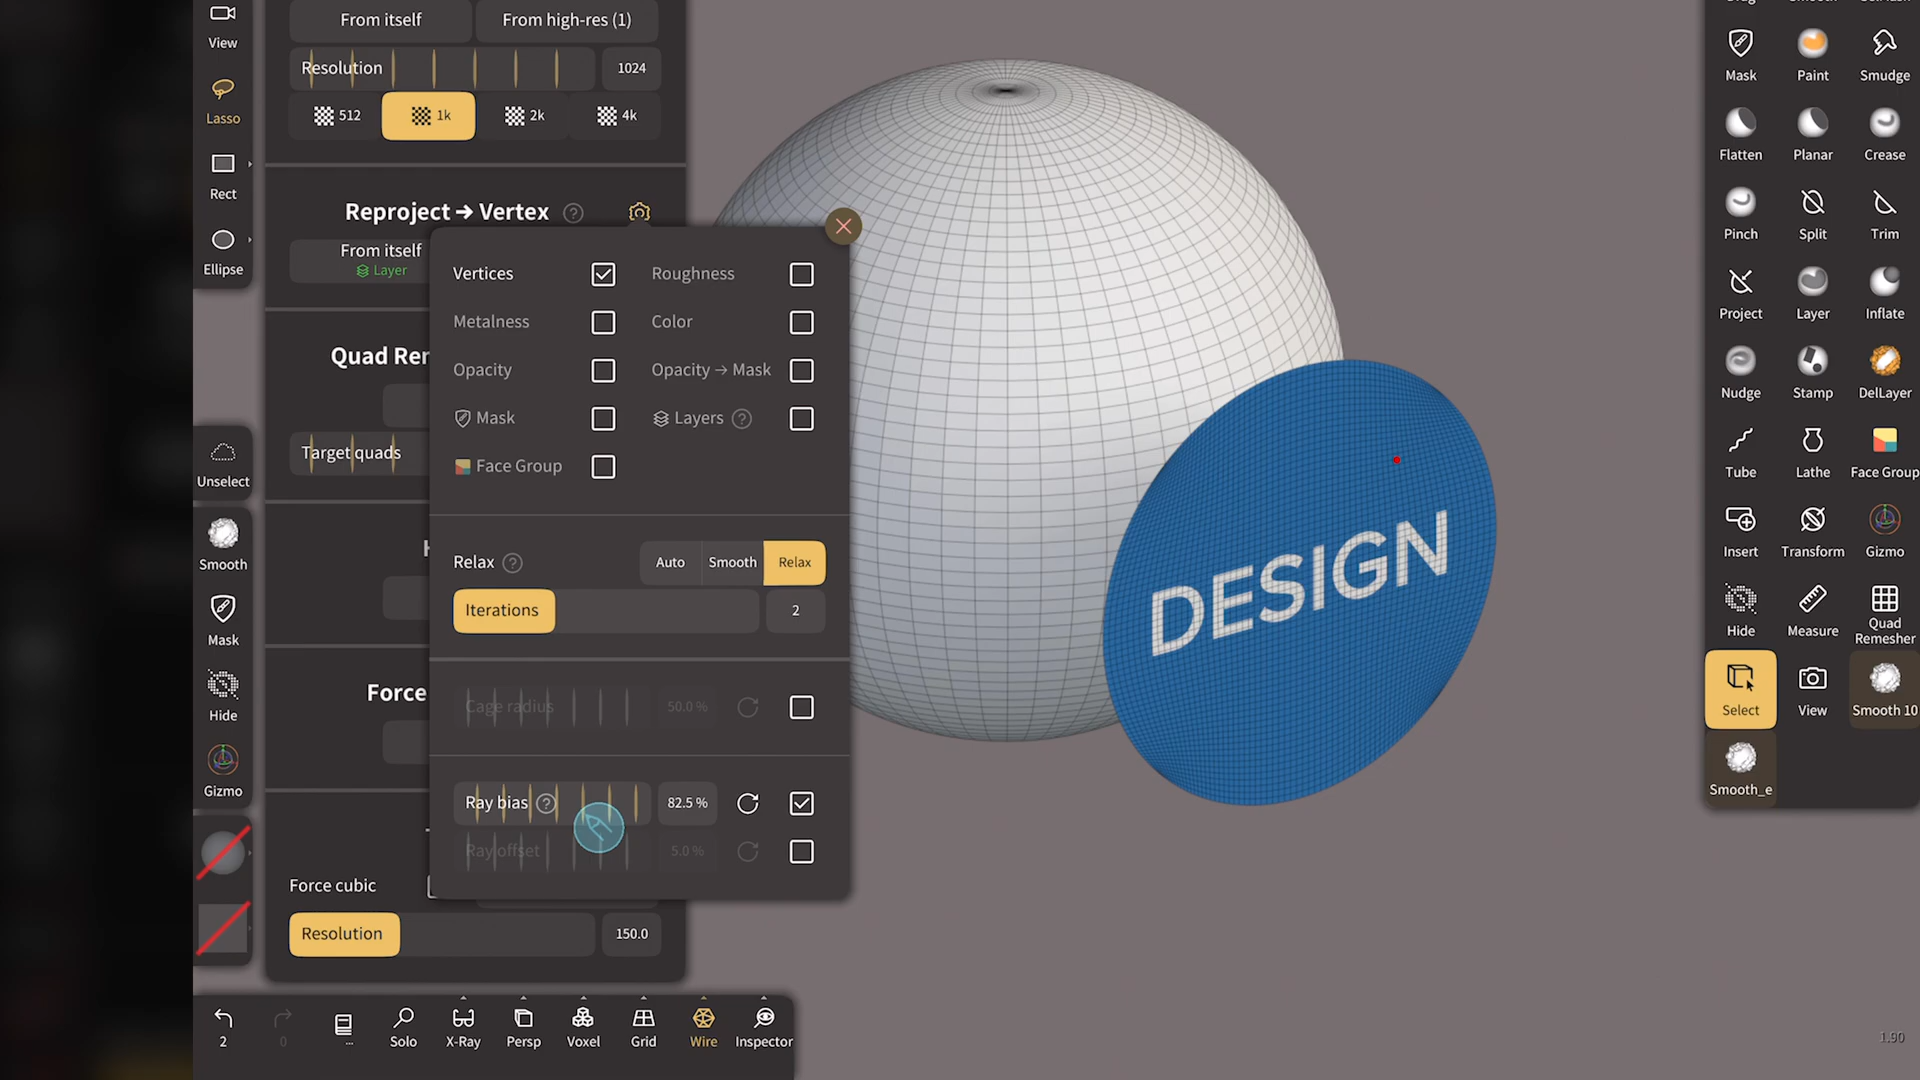 View
Lasso
Rect
Ellipse
Unselect
Smooth
Mask
Hide
Gizmo
From itself
From high-res (1)
Resolution
1024
512
1k
2k
4k
Reproject → Vertex ?
From itself
Layer
Quad Rem
Target quads
Force
Force cubic
Resolution
150.0
Vertices
Roughness
Metalness
Color
Opacity
Opacity → Mask
Mask
Layers ?
Face Group
Relax ?
Auto
Smooth
Relax
Iterations
2
Cage radius
50.0 %
Ray bias ?
82.5 %
Ray offset
5.0 %
DESIGN
Mask
Paint
Smudge
Flatten
Planar
Crease
Pinch
Split
Trim
Project
Layer
Inflate
Nudge
Stamp
DelLayer
Tube
Lathe
Face Group
Insert
Transform
Gizmo
Hide
Measure
Quad
Remesher
Select
View
Smooth 10
Smooth_e
2
0
...
Solo
X-Ray
Persp
Voxel
Grid
Wire
Inspector
1.90